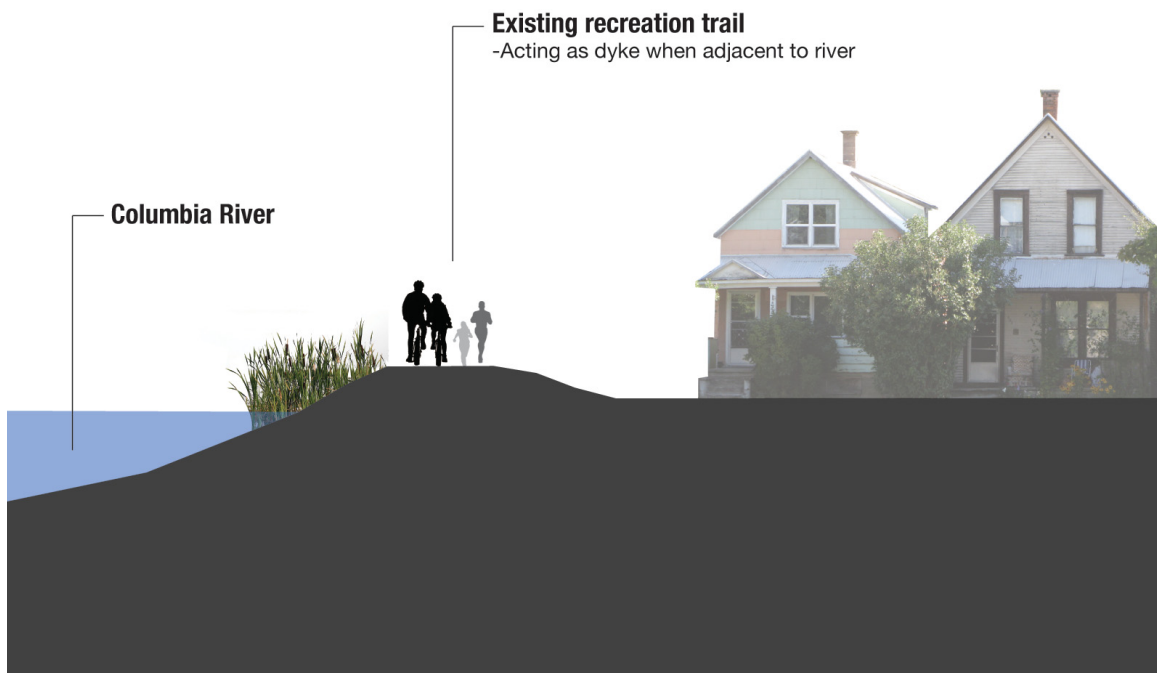 Existing recreation trail
-Acting as dyke when adjacent to river
Columbia River